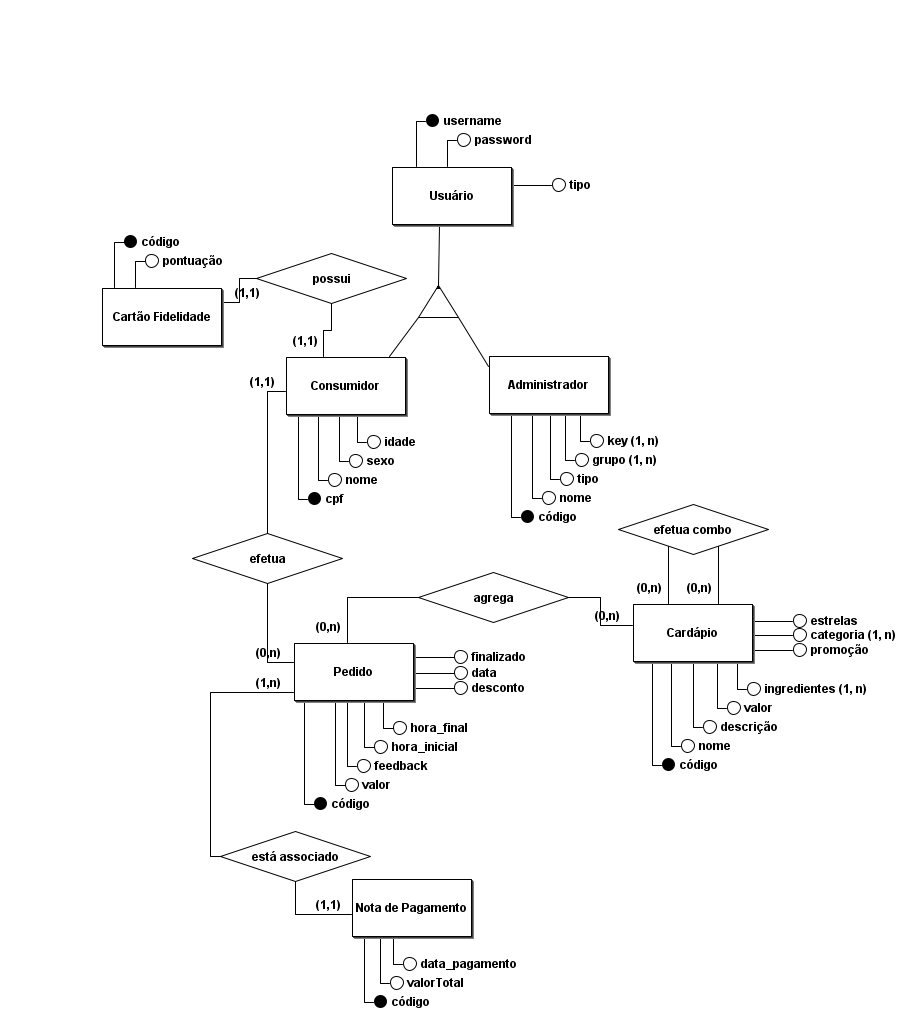 username
password
Usuário
tipo
código
pontuação
Cartão Fidelidade
(1,1)
possui
(1,1)
(1,1)
Consumidor
Administrador
idade
sexo
nome
cpf
key (1, n)
grupo (1, n)
tipo
nome
código
efetua
efetua combo
(0,n)
(0,n)
agrega
(0,n)
(0,n)
Cardápio
estrelas
categoria (1, n)
promoção
ingredientes (1, n)
valor
descrição
nome
código
(0,n)
(1,n)
Pedido
finalizado
data
desconto
hora_final
hora_inicial
feedback
valor
código
está associado
(1,1)
Nota de Pagamento
data_pagamento
valorTotal
código